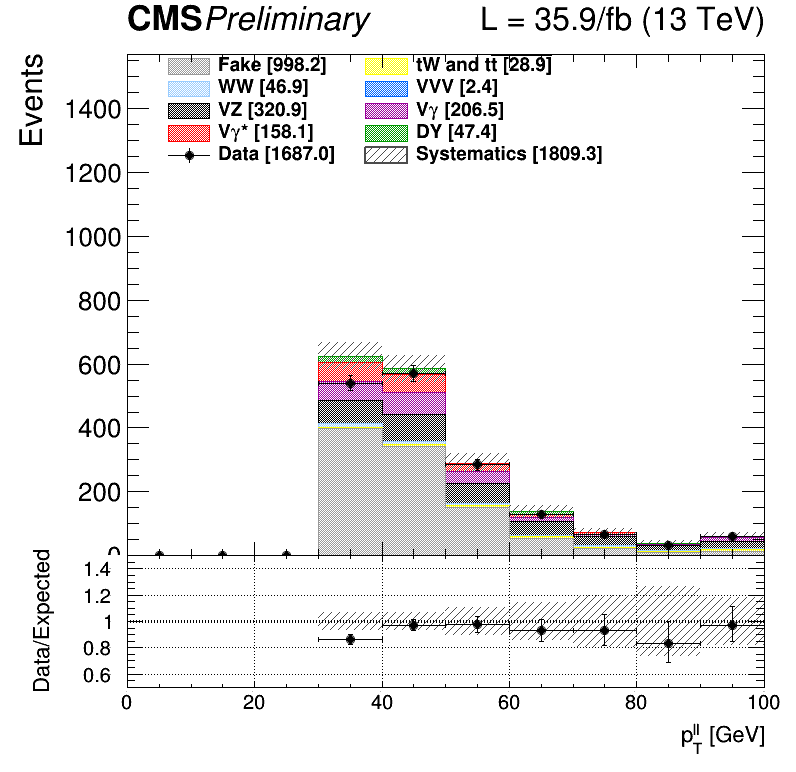 CMS Preliminary L = 35.9/fb (13 TeV)
Events
Fake [998.2] tW and tt [28.9]
WW [46.9] VVV [2.4]
VZ [320.9] Vγ [206.5]
Vγ* [158.1] DY [47.4]
Data [1687.0] Systematics [1809.3]
1400
1200
1000
800
600
400
200
0
Data/Expected
1.4
1.2
1
0.8
0.6
0 20 40 60 80 100
p_T^ll [GeV]